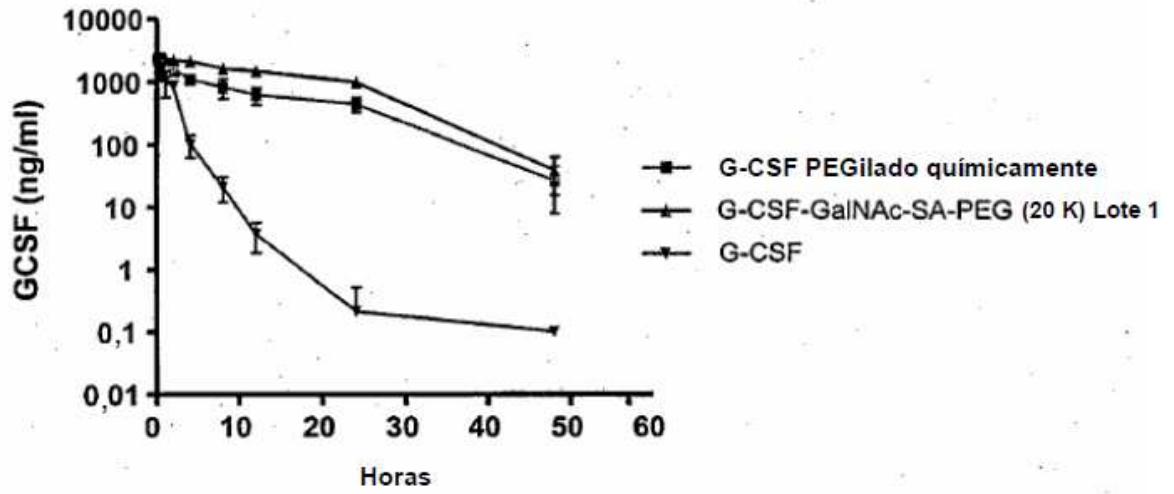 10000
1000
100
10
1
0,1
0,01
GCSF (ng/ml)
0 10 20 30 40 50 60
Horas
G-CSF PEGilado químicamente
G-CSF-GalNAc-SA-PEG (20 K) Lote 1
G-CSF